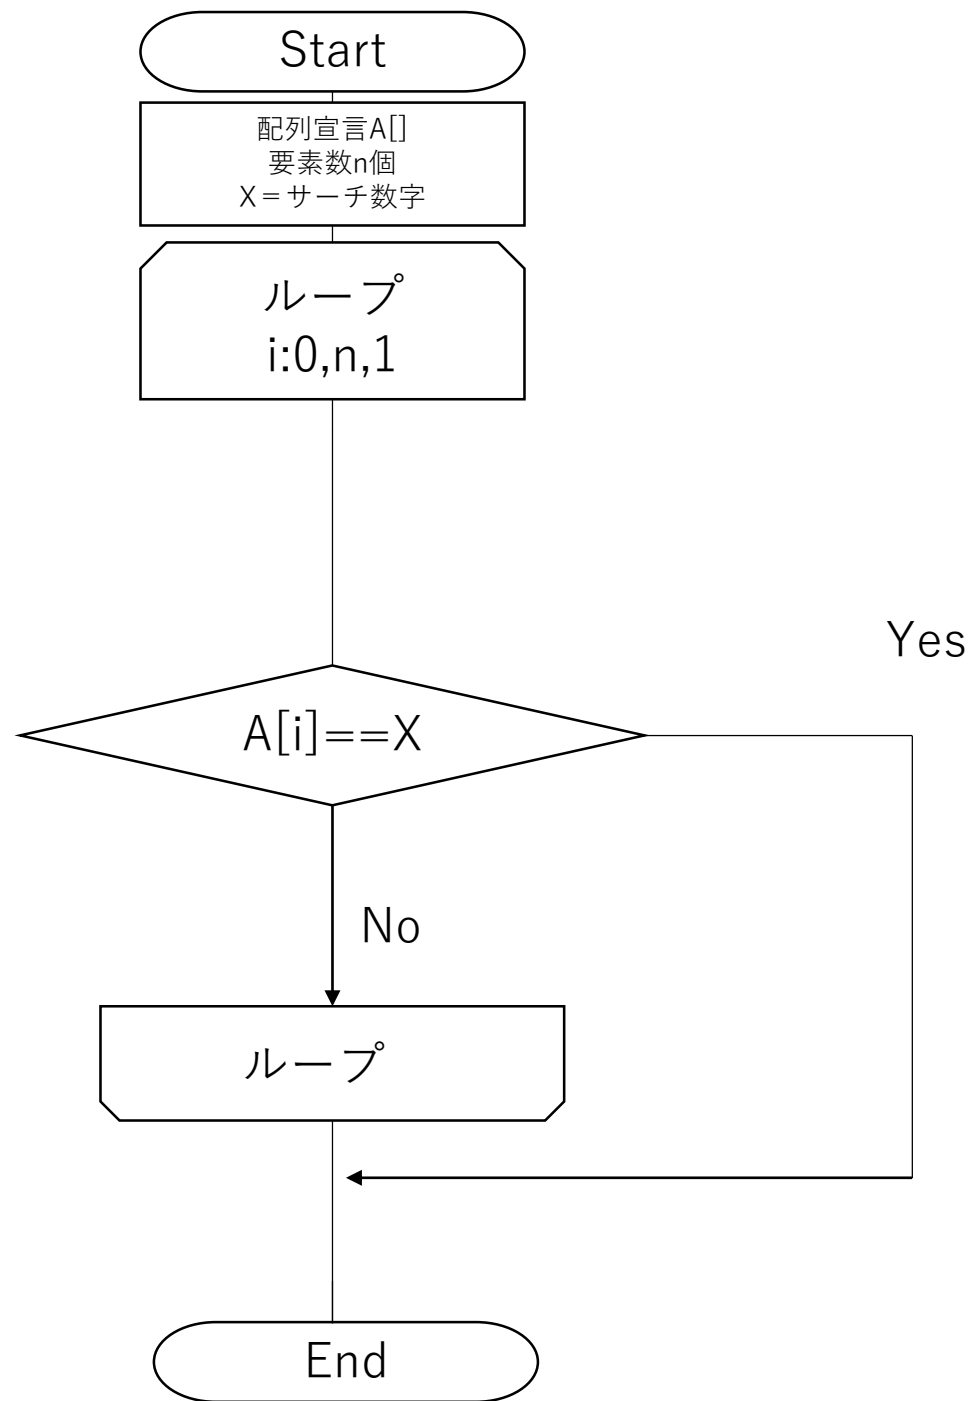 Start
配列宣言A[]
要素数n個
X＝サーチ数字
ループ
i:0,n,1
Yes
A[i]==X
No
ループ
End